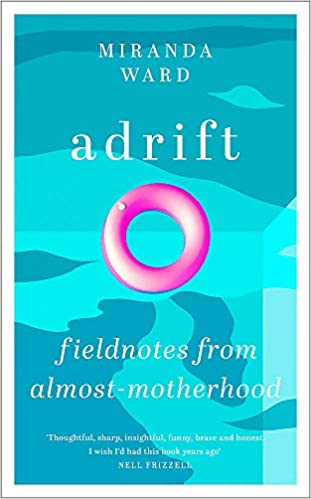 MIRANDA
WARD
adrift
fieldnotes from
almost-motherhood
'Thoughtful, sharp, insightful, funny, brave and honest
I wish I'd had this book years ago'
NELL FRIZZELL